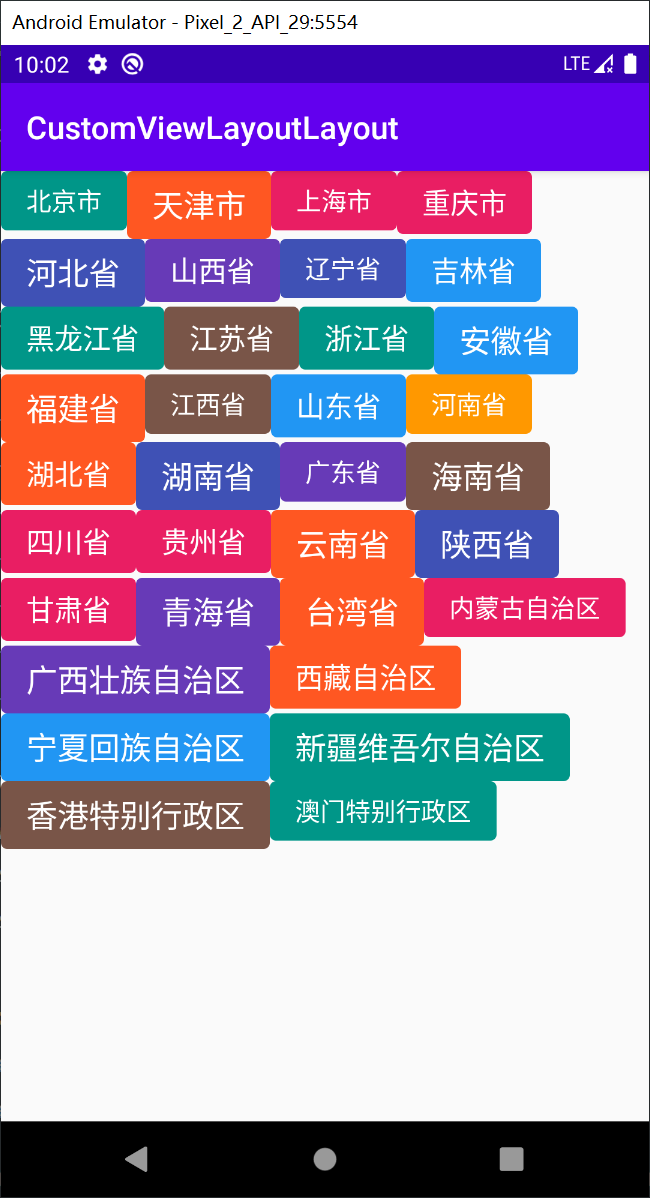 Android Emulator - Pixel_2_API_29:5554
10:02 LTE
CustomViewLayoutLayout
北京市 天津市 上海市 重庆市
河北省 山西省 辽宁省 吉林省
黑龙江省 江苏省 浙江省 安徽省
福建省 江西省 山东省 河南省
湖北省 湖南省 广东省 海南省
四川省 贵州省 云南省 陕西省
甘肃省 青海省 台湾省 内蒙古自治区
广西壮族自治区 西藏自治区
宁夏回族自治区 新疆维吾尔自治区
香港特别行政区 澳门特别行政区